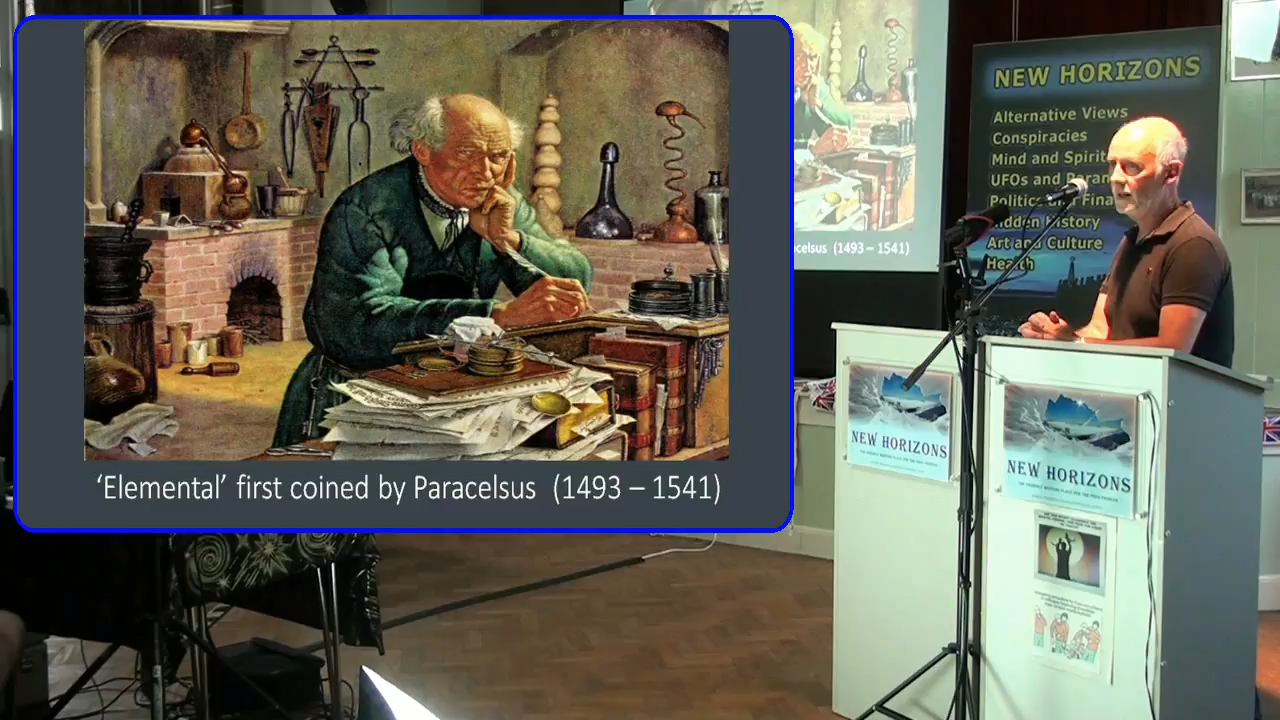 ‘Elemental’ first coined by Paracelsus (1493 – 1541)
celsus (1493 – 1541)
NEW HORIZONS
Alternative Views
Conspiracies
Mind and Spirit
UFOs and Paran
Politics and Fina
Hidden History
Art and Culture
Health
NEW HORIZONS
NEW HORIZONS